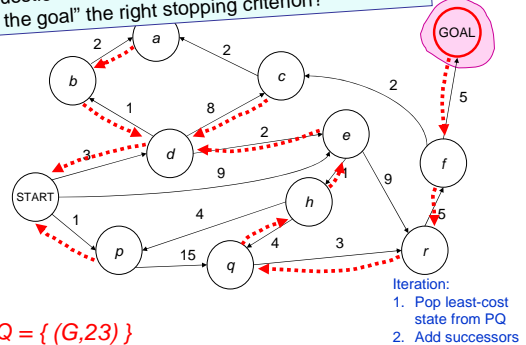 the goal" the right stopping criterion?
GOAL
a
2
2
b
c
2
5
1
8
d
2
e
3
9
f
START
9
1
h
5
1
4
4
3
p
15
q
r
Iteration:
1. Pop least-cost
state from PQ
2. Add successors
Q = { (G,23) }